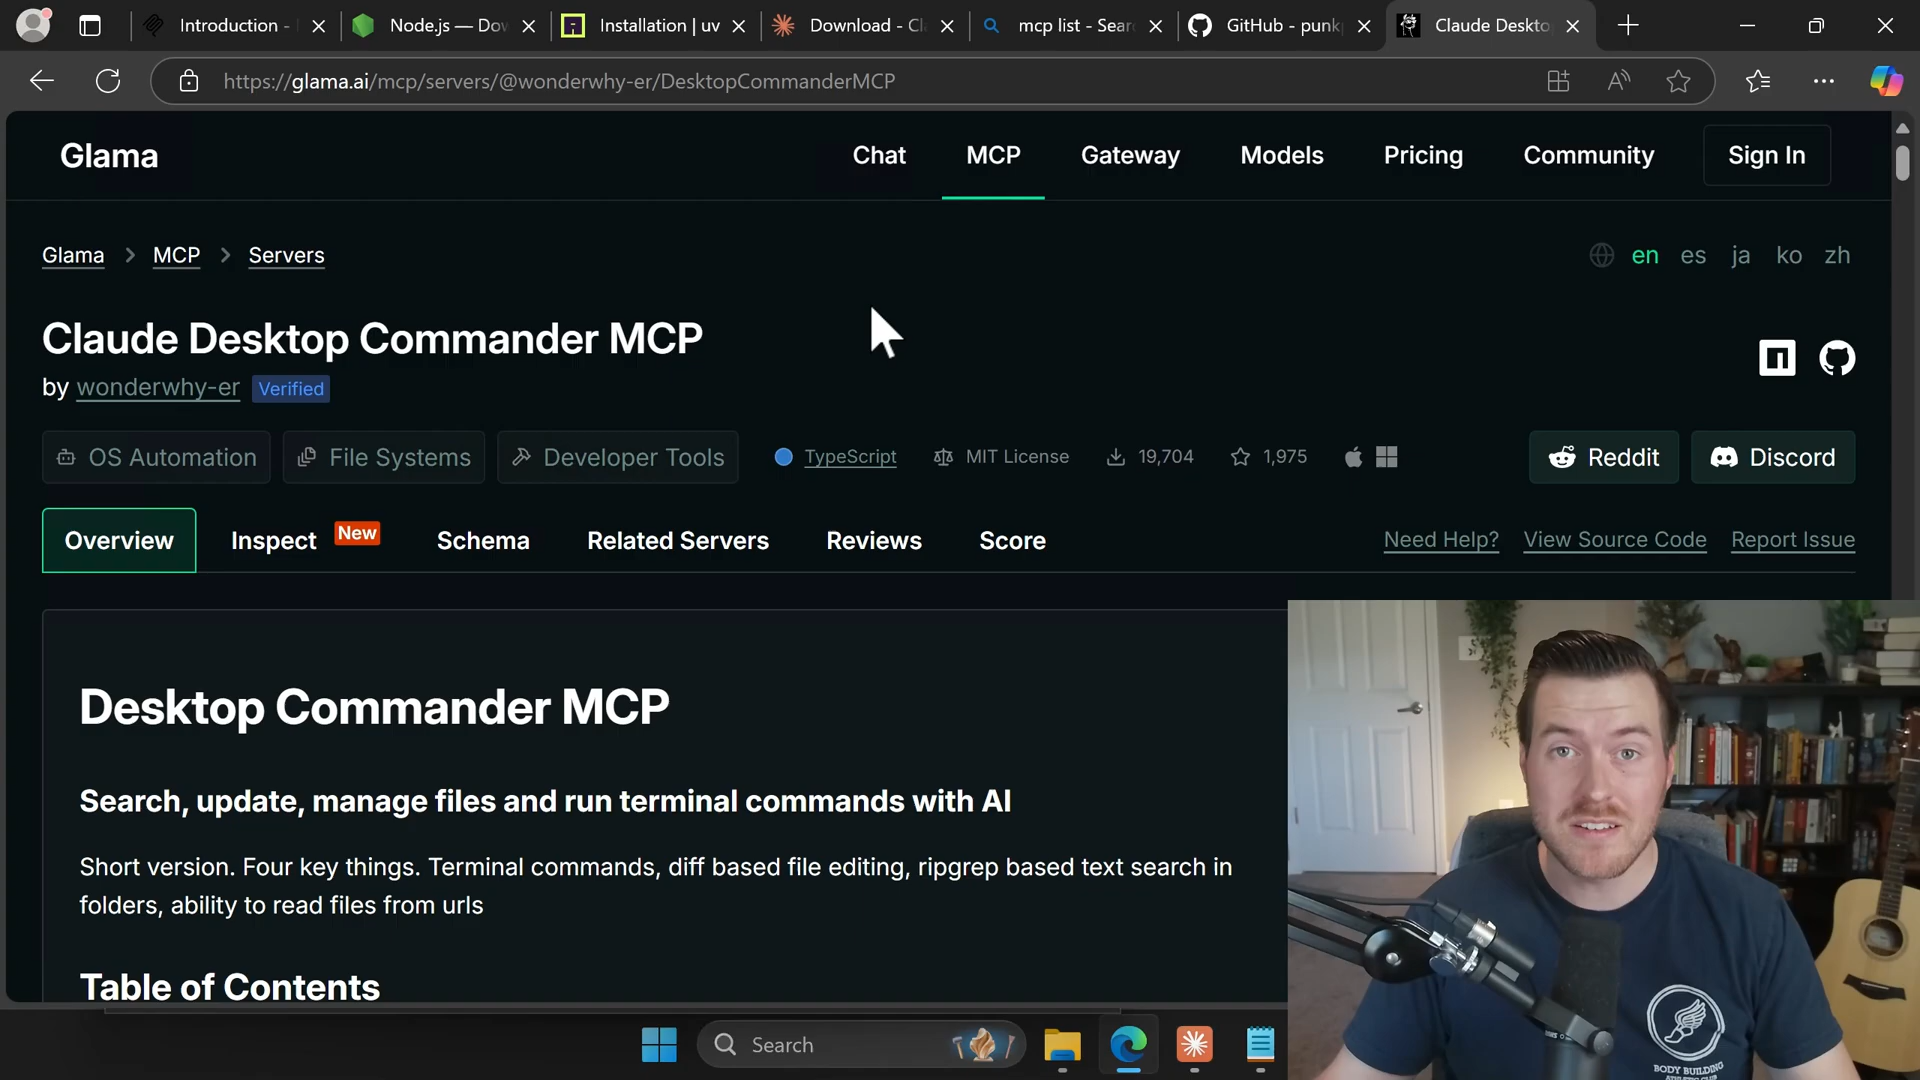 Introduction -
Node.js — Dow
Installation | uv
Download - Cl
mcp list - Sear
GitHub - punk
Claude Deskto
https://glama.ai/mcp/servers/@wonderwhy-er/DesktopCommanderMCP
Glama
Chat
MCP
Gateway
Models
Pricing
Community
Sign In
Glama > MCP > Servers
en es ja ko zh
Claude Desktop Commander MCP
by wonderwhy-er Verified
OS Automation
File Systems
Developer Tools
TypeScript
MIT License
19,704
1,975
Reddit
Discord
Overview
Inspect New
Schema
Related Servers
Reviews
Score
Need Help?
View Source Code
Report Issue
Desktop Commander MCP
Search, update, manage files and run terminal commands with AI
Short version. Four key things. Terminal commands, diff based file editing, ripgrep based text search in
folders, ability to read files from urls
Table of Contents
Search
BODY BUILDING